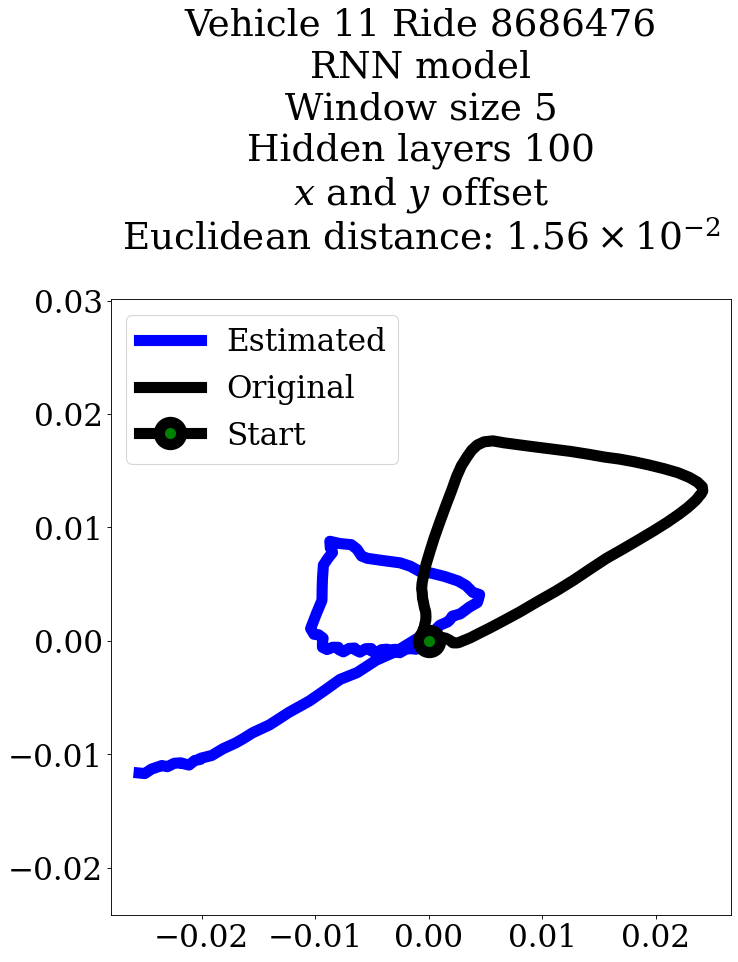 Vehicle 11 Ride 8686476
RNN model
Window size 5
Hidden layers 100
x and y offset
Euclidean distance: 1.56 × 10⁻²
0.03
Estimated
Original
Start
0.02
0.01
0.00
−0.01
−0.02
−0.02 −0.01 0.00 0.01 0.02